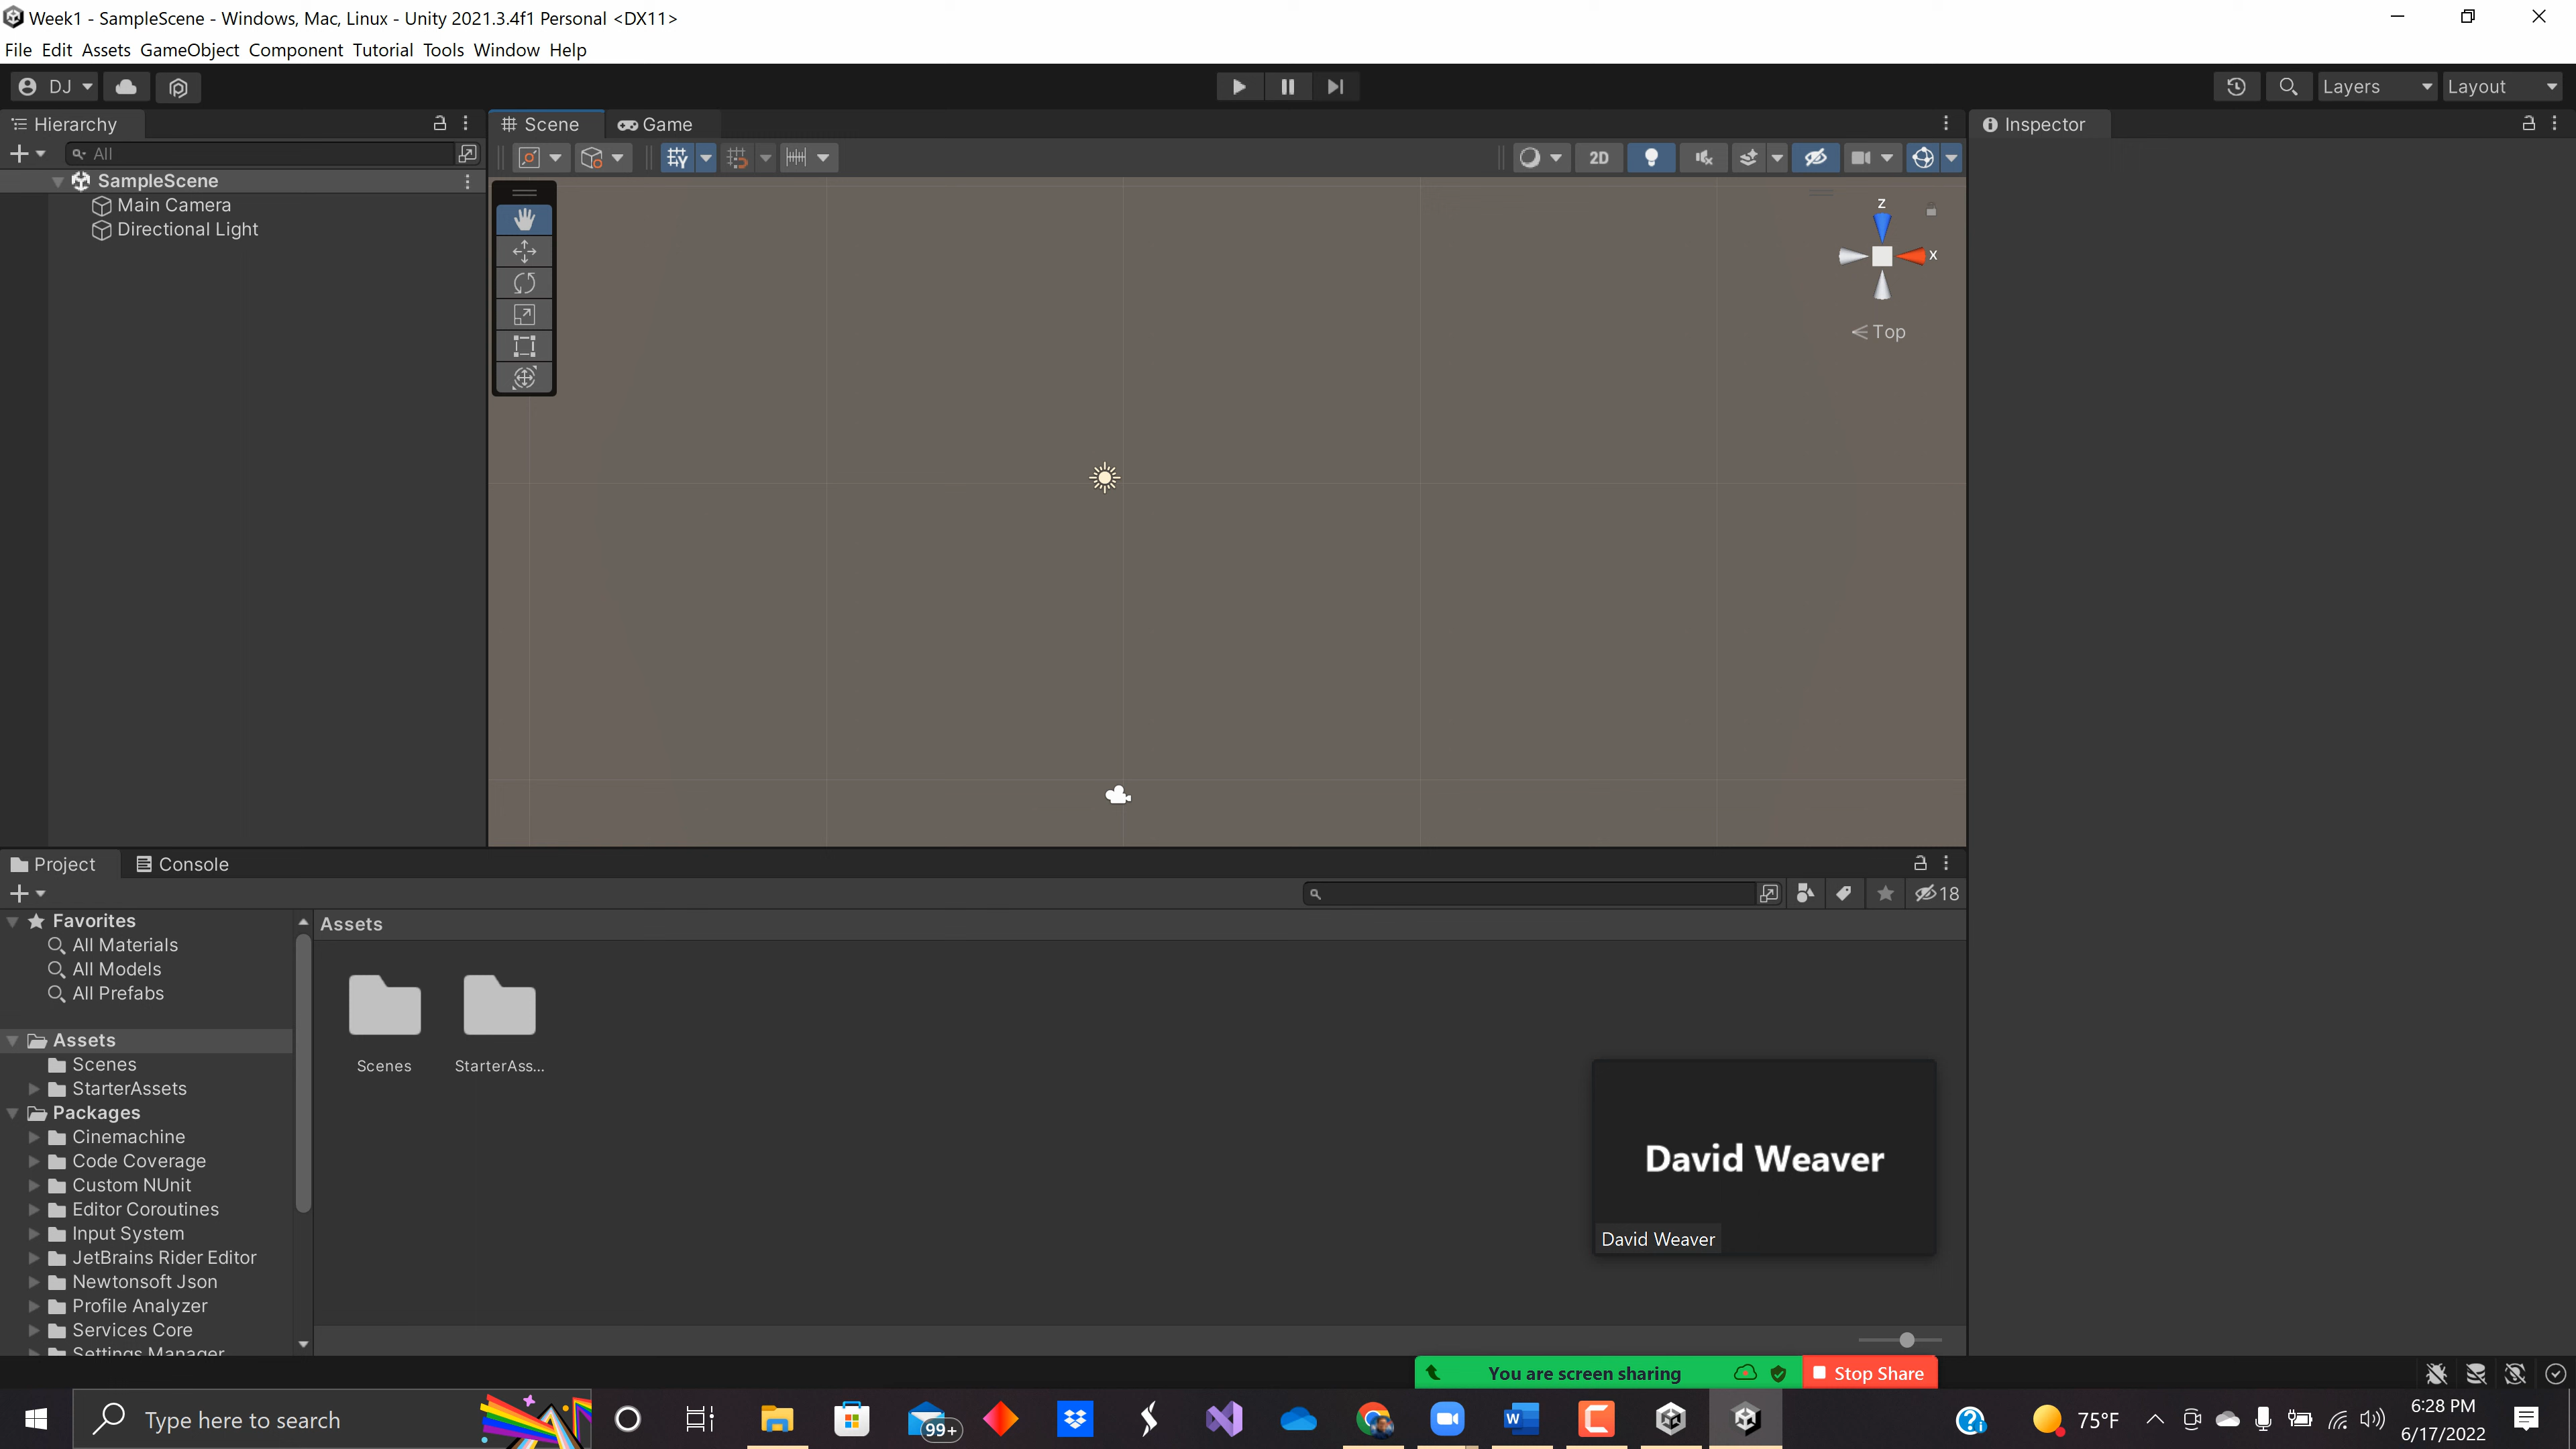 Week1 - SampleScene - Windows, Mac, Linux - Unity 2021.3.4f1 Personal <DX11>
File Edit Assets GameObject Component Tutorial Tools Window Help
DJ
Layers
Layout
Hierarchy
Scene
Game
Inspector
All
2D
SampleScene
Main Camera
Directional Light
z
x
Top
Project
Console
18
Favorites
All Materials
All Models
All Prefabs
Assets
Scenes
StarterAssets
Packages
Cinemachine
Code Coverage
Custom NUnit
Editor Coroutines
Input System
JetBrains Rider Editor
Newtonsoft Json
Profile Analyzer
Services Core
Settings Manager
Assets
Scenes
StarterAss...
David Weaver
David Weaver
You are screen sharing
Stop Share
Type here to search
99+
75°F
6:28 PM
6/17/2022